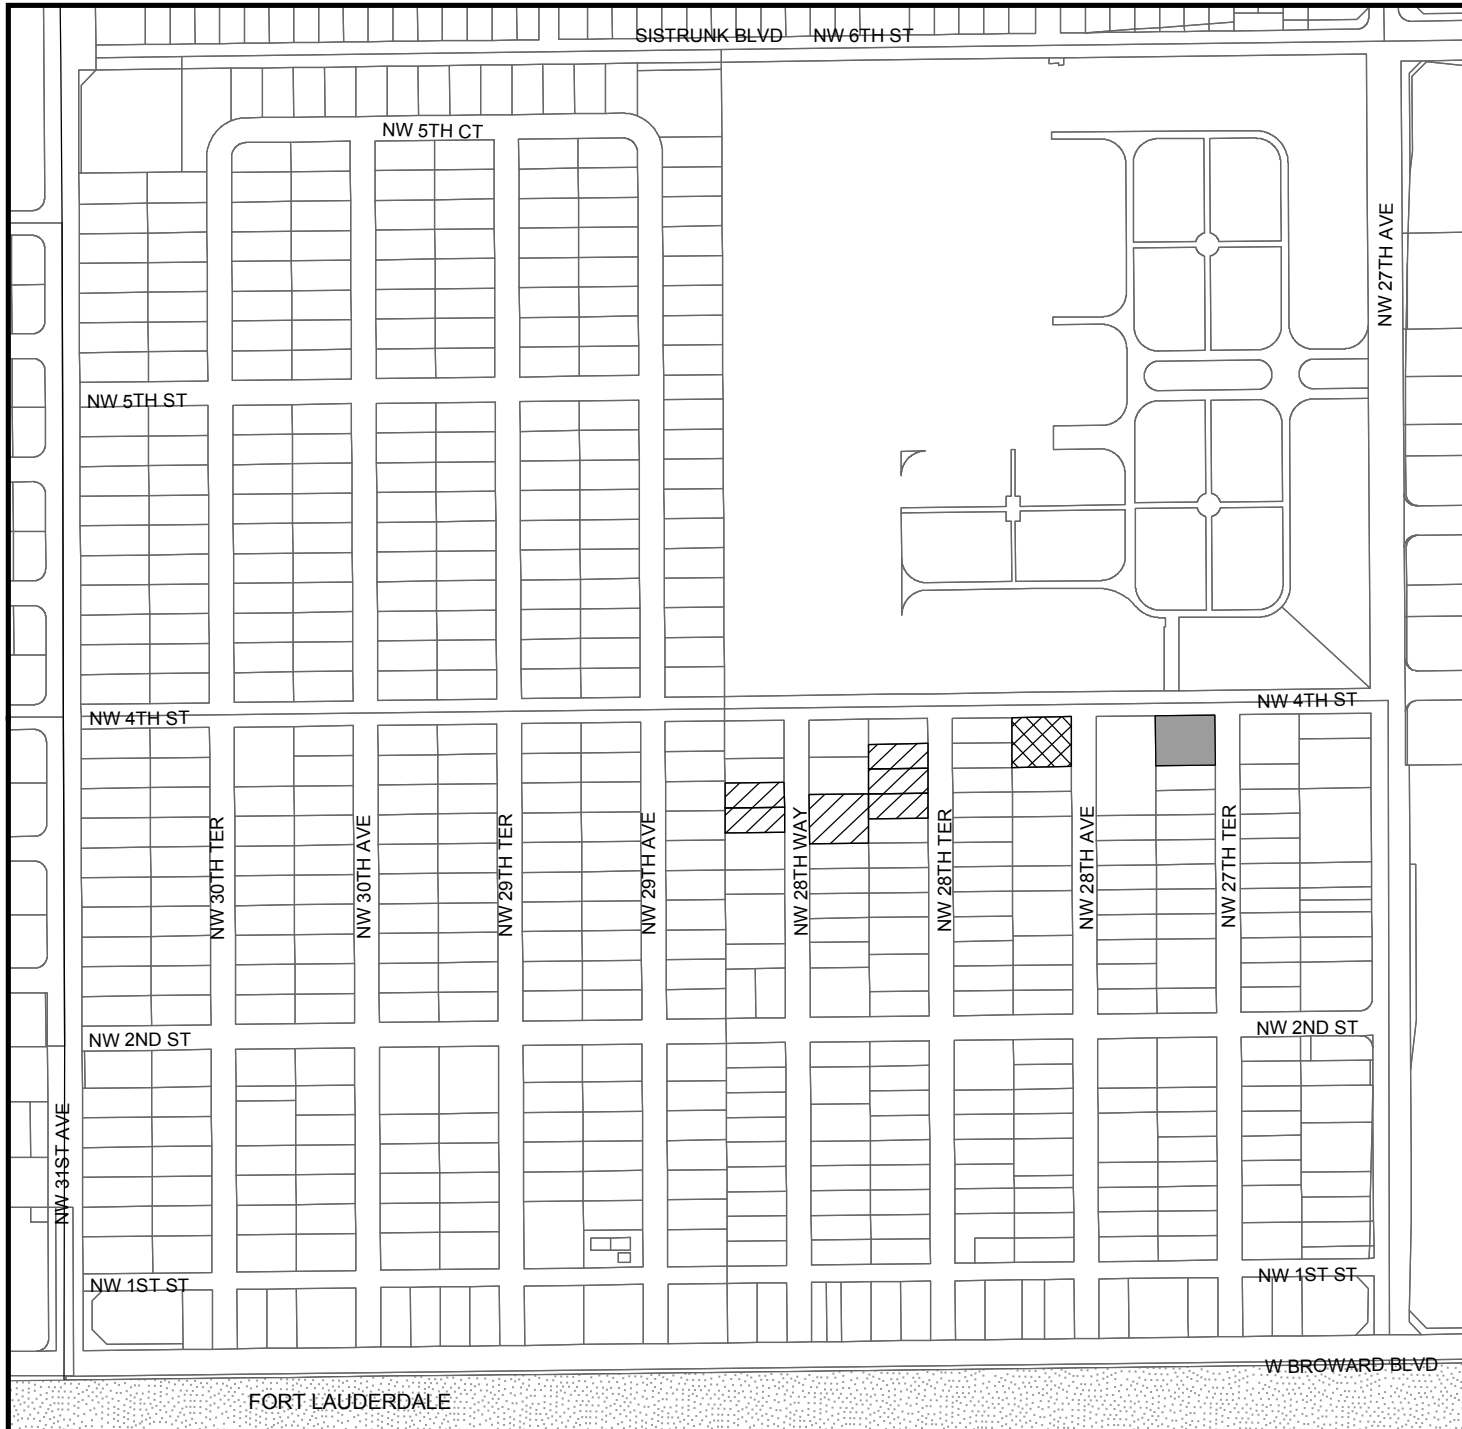 SISTRUNK BLVD NW 6TH ST
NW 5TH CT
NW 27TH AVE
NW 5TH ST
NW 4TH ST
NW 4TH ST
NW 30TH TER
NW 30TH AVE
NW 29TH TER
NW 29TH AVE
NW 28TH WAY
NW 28TH TER
NW 28TH AVE
NW 27TH TER
NW 2ND ST
NW 2ND ST
NW 31ST AVE
NW 1ST ST
NW 1ST ST
W BROWARD BLVD
FORT LAUDERDALE